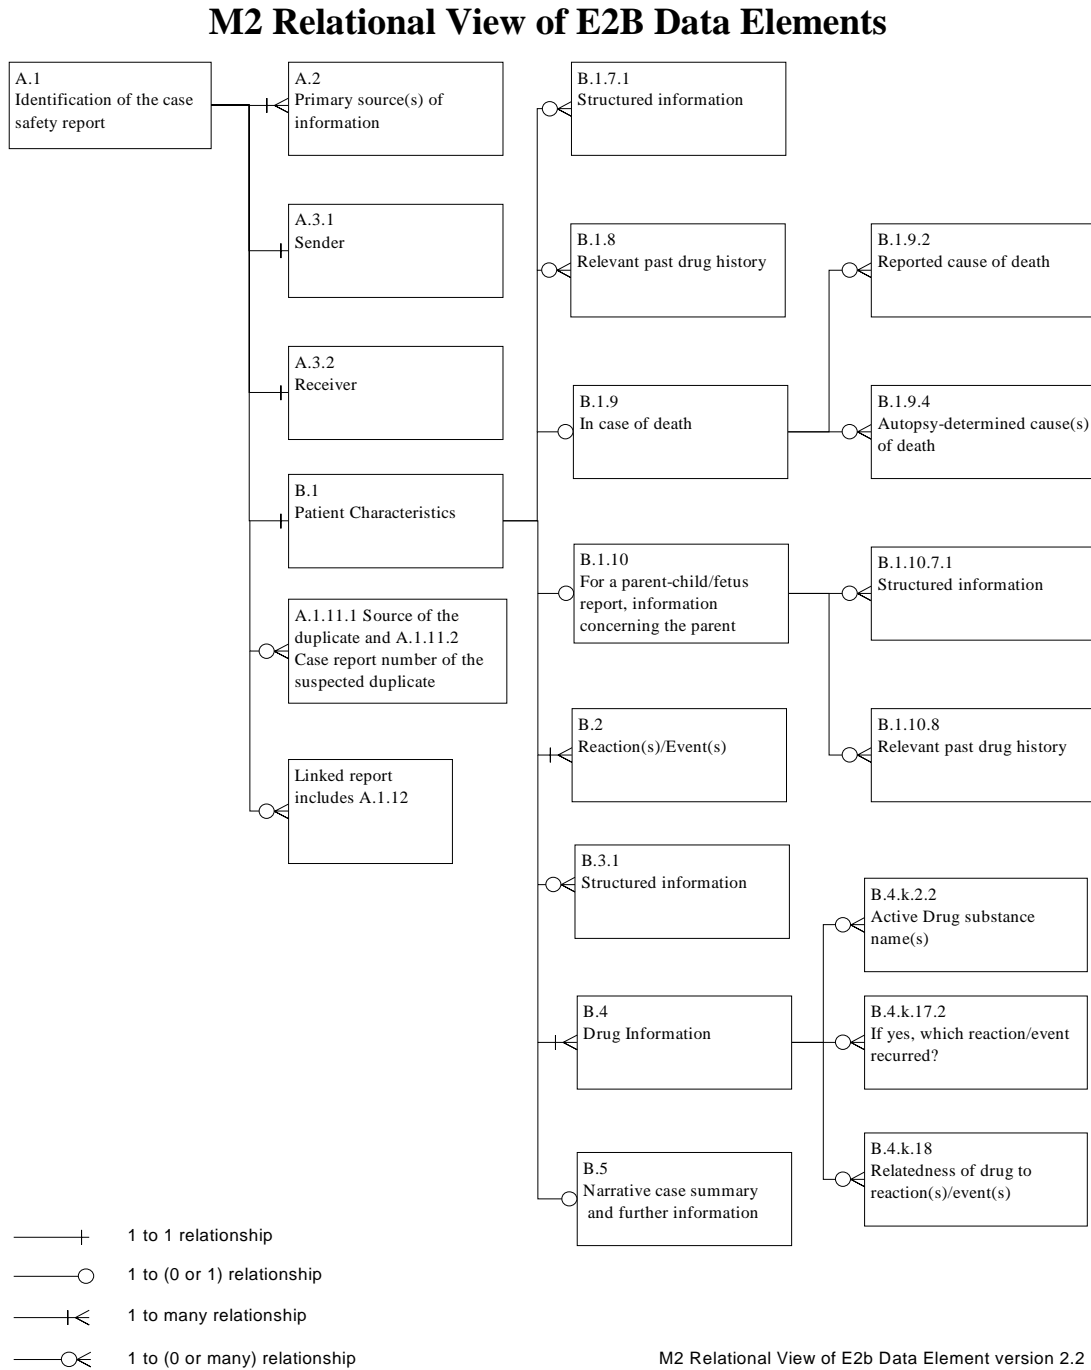 M2 Relational View of E2B Data Elements
A.1
Identification of the case
safety report
A.2
Primary source(s) of
information
A.3.1
Sender
A.3.2
Receiver
B.1
Patient Characteristics
A.1.11.1 Source of the
duplicate and A.1.11.2
Case report number of the
suspected duplicate
Linked report
includes A.1.12
B.1.7.1
Structured information
B.1.8
Relevant past drug history
B.1.9
In case of death
B.1.9.2
Reported cause of death
B.1.9.4
Autopsy-determined cause(s)
of death
B.1.10
For a parent-child/fetus
report, information
concerning the parent
B.1.10.7.1
Structured information
B.1.10.8
Relevant past drug history
B.2
Reaction(s)/Event(s)
B.3.1
Structured information
B.4
Drug Information
B.4.k.2.2
Active Drug substance
name(s)
B.4.k.17.2
If yes, which reaction/event
recurred?
B.4.k.18
Relatedness of drug to
reaction(s)/event(s)
B.5
Narrative case summary
and further information
1 to 1 relationship
1 to (0 or 1) relationship
1 to many relationship
1 to (0 or many) relationship
M2 Relational View of E2b Data Element version 2.2